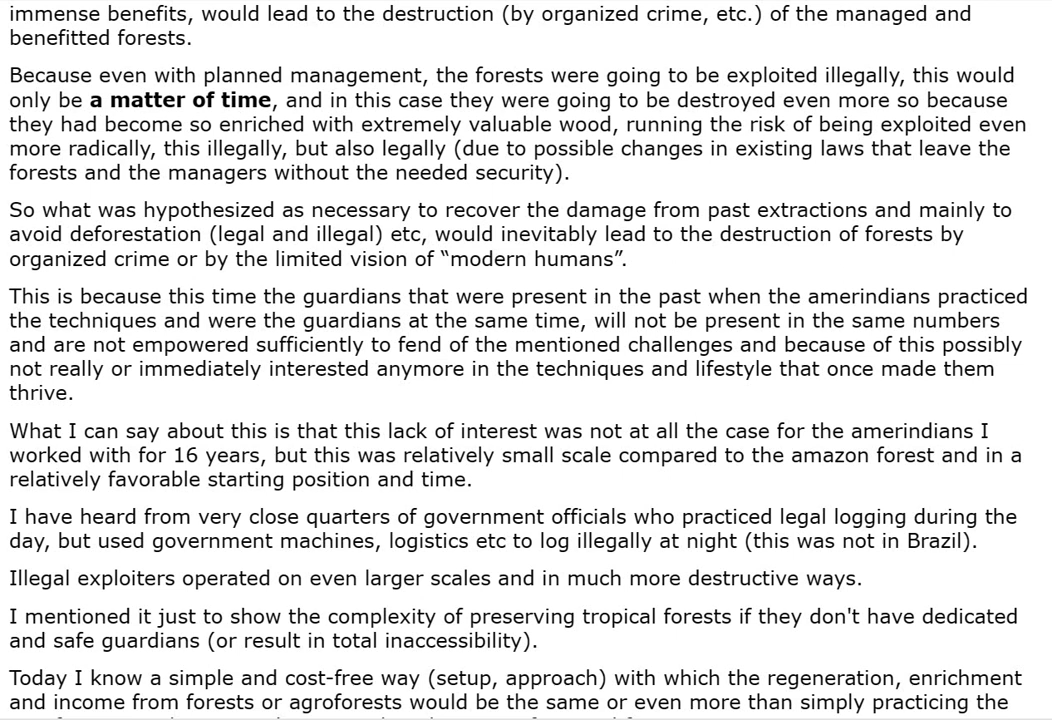 immense benefits, would lead to the destruction (by organized crime, etc.) of the managed and
benefitted forests.
Because even with planned management, the forests were going to be exploited illegally, this would
only be a matter of time, and in this case they were going to be destroyed even more so because
they had become so enriched with extremely valuable wood, running the risk of being exploited even
more radically, this illegally, but also legally (due to possible changes in existing laws that leave the
forests and the managers without the needed security).
So what was hypothesized as necessary to recover the damage from past extractions and mainly to
avoid deforestation (legal and illegal) etc, would inevitably lead to the destruction of forests by
organized crime or by the limited vision of “modern humans”.
This is because this time the guardians that were present in the past when the amerindians practiced
the techniques and were the guardians at the same time, will not be present in the same numbers
and are not empowered sufficiently to fend of the mentioned challenges and because of this possibly
not really or immediately interested anymore in the techniques and lifestyle that once made them
thrive.
What I can say about this is that this lack of interest was not at all the case for the amerindians I
worked with for 16 years, but this was relatively small scale compared to the amazon forest and in a
relatively favorable starting position and time.
I have heard from very close quarters of government officials who practiced legal logging during the
day, but used government machines, logistics etc to log illegally at night (this was not in Brazil).
Illegal exploiters operated on even larger scales and in much more destructive ways.
I mentioned it just to show the complexity of preserving tropical forests if they don't have dedicated
and safe guardians (or result in total inaccessibility).
Today I know a simple and cost-free way (setup, approach) with which the regeneration, enrichment
and income from forests or agroforests would be the same or even more than simply practicing the